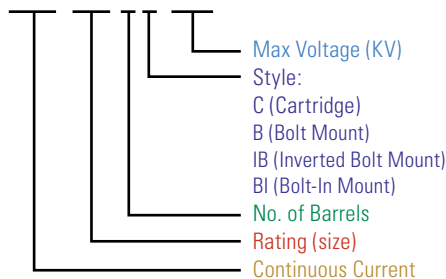 Max Voltage (KV)
Style:
C (Cartridge)
B (Bolt Mount)
IB (Inverted Bolt Mount)
BI (Bolt-In Mount)
No. of Barrels
Rating (size)
Continuous Current